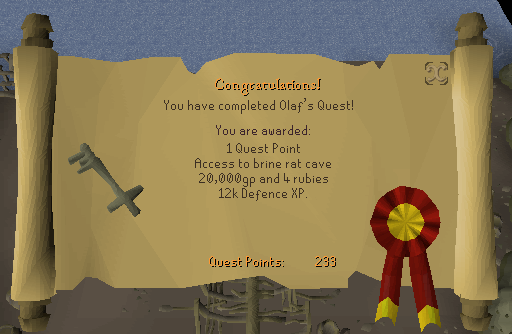 Congratulations!
You have completed Olaf's Quest!
You are awarded:
1 Quest Point
Access to brine rat cave
20,000gp and 4 rubies
12k Defence XP.
Quest Points: 233